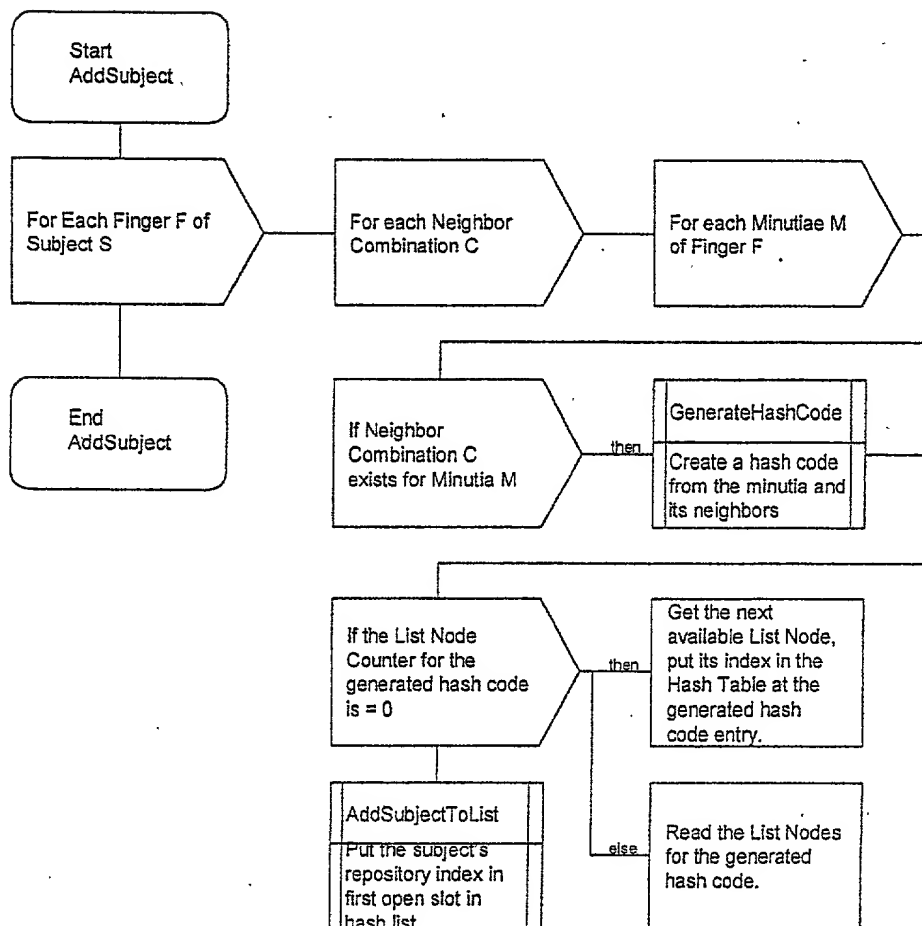 Start
AddSubject
For Each Finger F of
Subject S
For each Neighbor
Combination C
For each Minutiae M
of Finger F
End
AddSubject
If Neighbor
Combination C
exists for Minutia M
then
GenerateHashCode
Create a hash code
from the minutia and
its neighbors
If the List Node
Counter for the
generated hash code
is = 0
then
Get the next
available List Node,
put its index in the
Hash Table at the
generated hash
code entry.
AddSubjectToList
Put the subject's
repository index in
first open slot in
hash list
else
Read the List Nodes
for the generated
hash code.